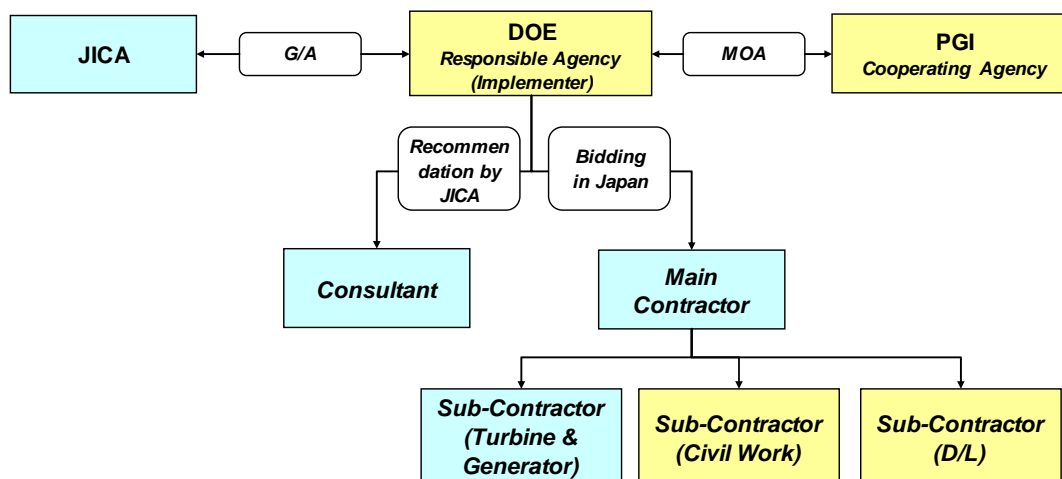 JICA
G/A
DOE
Responsible Agency
(Implementer)
MOA
PGI
Cooperating Agency
Recommen
dation by
JICA
Bidding
in Japan
Consultant
Main
Contractor
Sub-Contractor
(Turbine &
Generator)
Sub-Contractor
(Civil Work)
Sub-Contractor
(D/L)